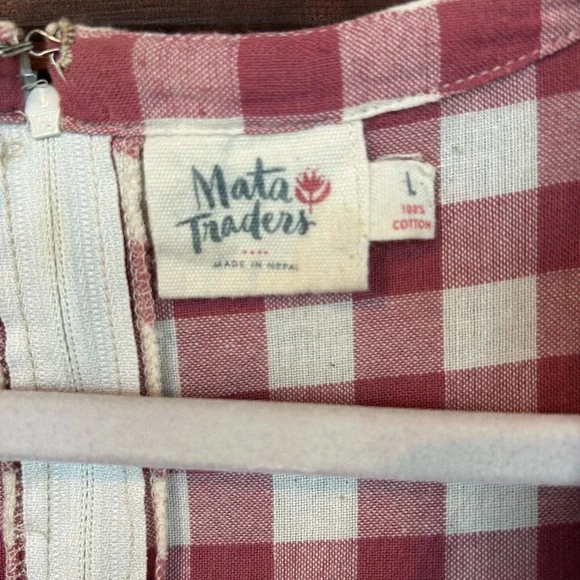 Mata
Traders
MADE IN NEPAL
L
100%
COTTON